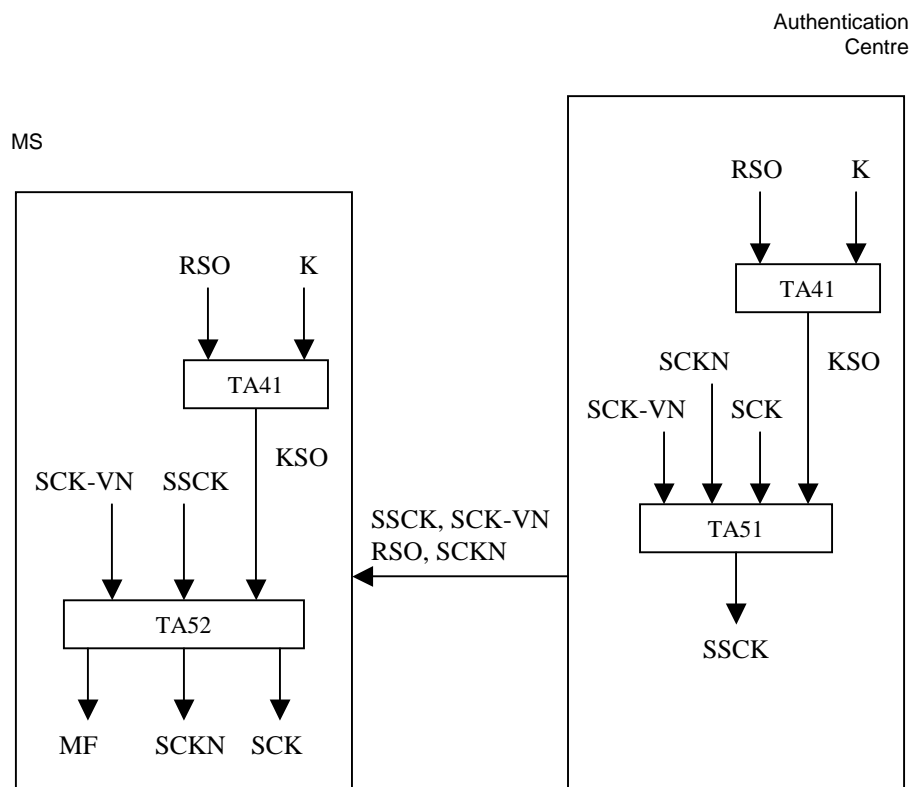 Authentication
Centre
MS
RSO K
TA41
KSO
SCK-VN SSCK
TA52
MF SCKN SCK
SSCK, SCK-VN
RSO, SCKN
RSO K
TA41
KSO
SCKN
SCK-VN SCK
TA51
SSCK